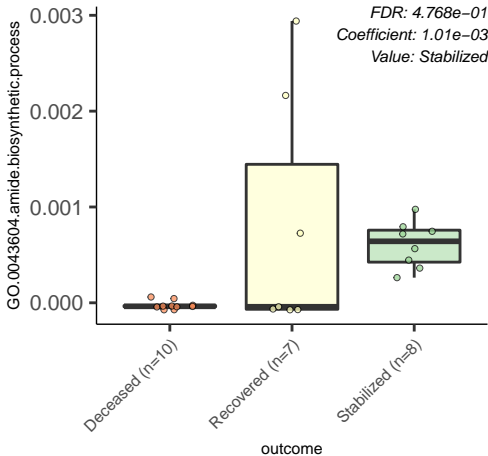 FDR: 4.768e−01
Coefficient: 1.01e−03
Value: Stabilized
GO.0043604.amide.biosynthetic.process
0.003
0.002
0.001
0.000
Deceased (n=10)
Recovered (n=7)
Stabilized (n=8)
outcome